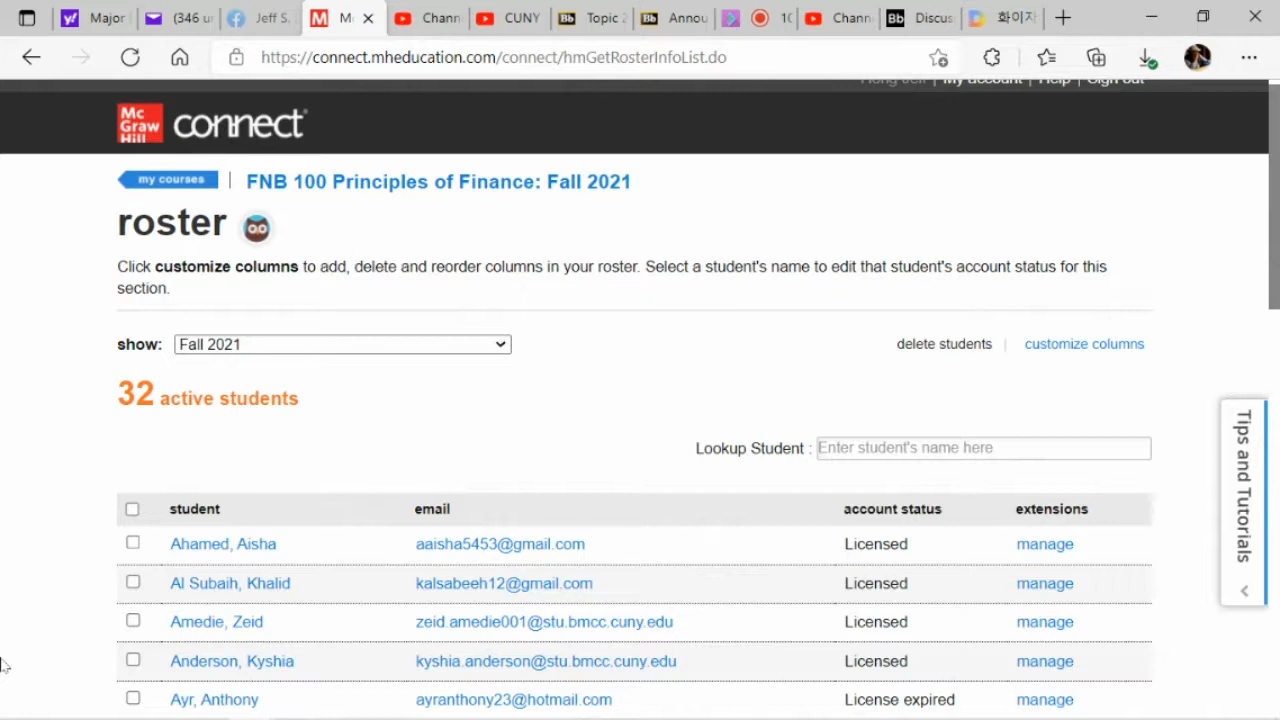 Major
(346 u
Jeff S.
M
Chann
CUNY
Topic 2
Annou
10
Chann
Discus
화이자
https://connect.mheducation.com/connect/hmGetRosterInfoList.do
My account | Help | Sign out
Mc Graw Hill connect
my courses | FNB 100 Principles of Finance: Fall 2021
roster
Click customize columns to add, delete and reorder columns in your roster. Select a student's name to edit that student's account status for this
section.
show: Fall 2021 delete students | customize columns
32 active students
Lookup Student : Enter student's name here
student email account status extensions
Ahamed, Aisha aaisha5453@gmail.com Licensed manage
Al Subaih, Khalid kalsabeeh12@gmail.com Licensed manage
Amedie, Zeid zeid.amedie001@stu.bmcc.cuny.edu Licensed manage
Anderson, Kyshia kyshia.anderson@stu.bmcc.cuny.edu Licensed manage
Ayr, Anthony ayranthony23@hotmail.com License expired manage
Tips and Tutorials